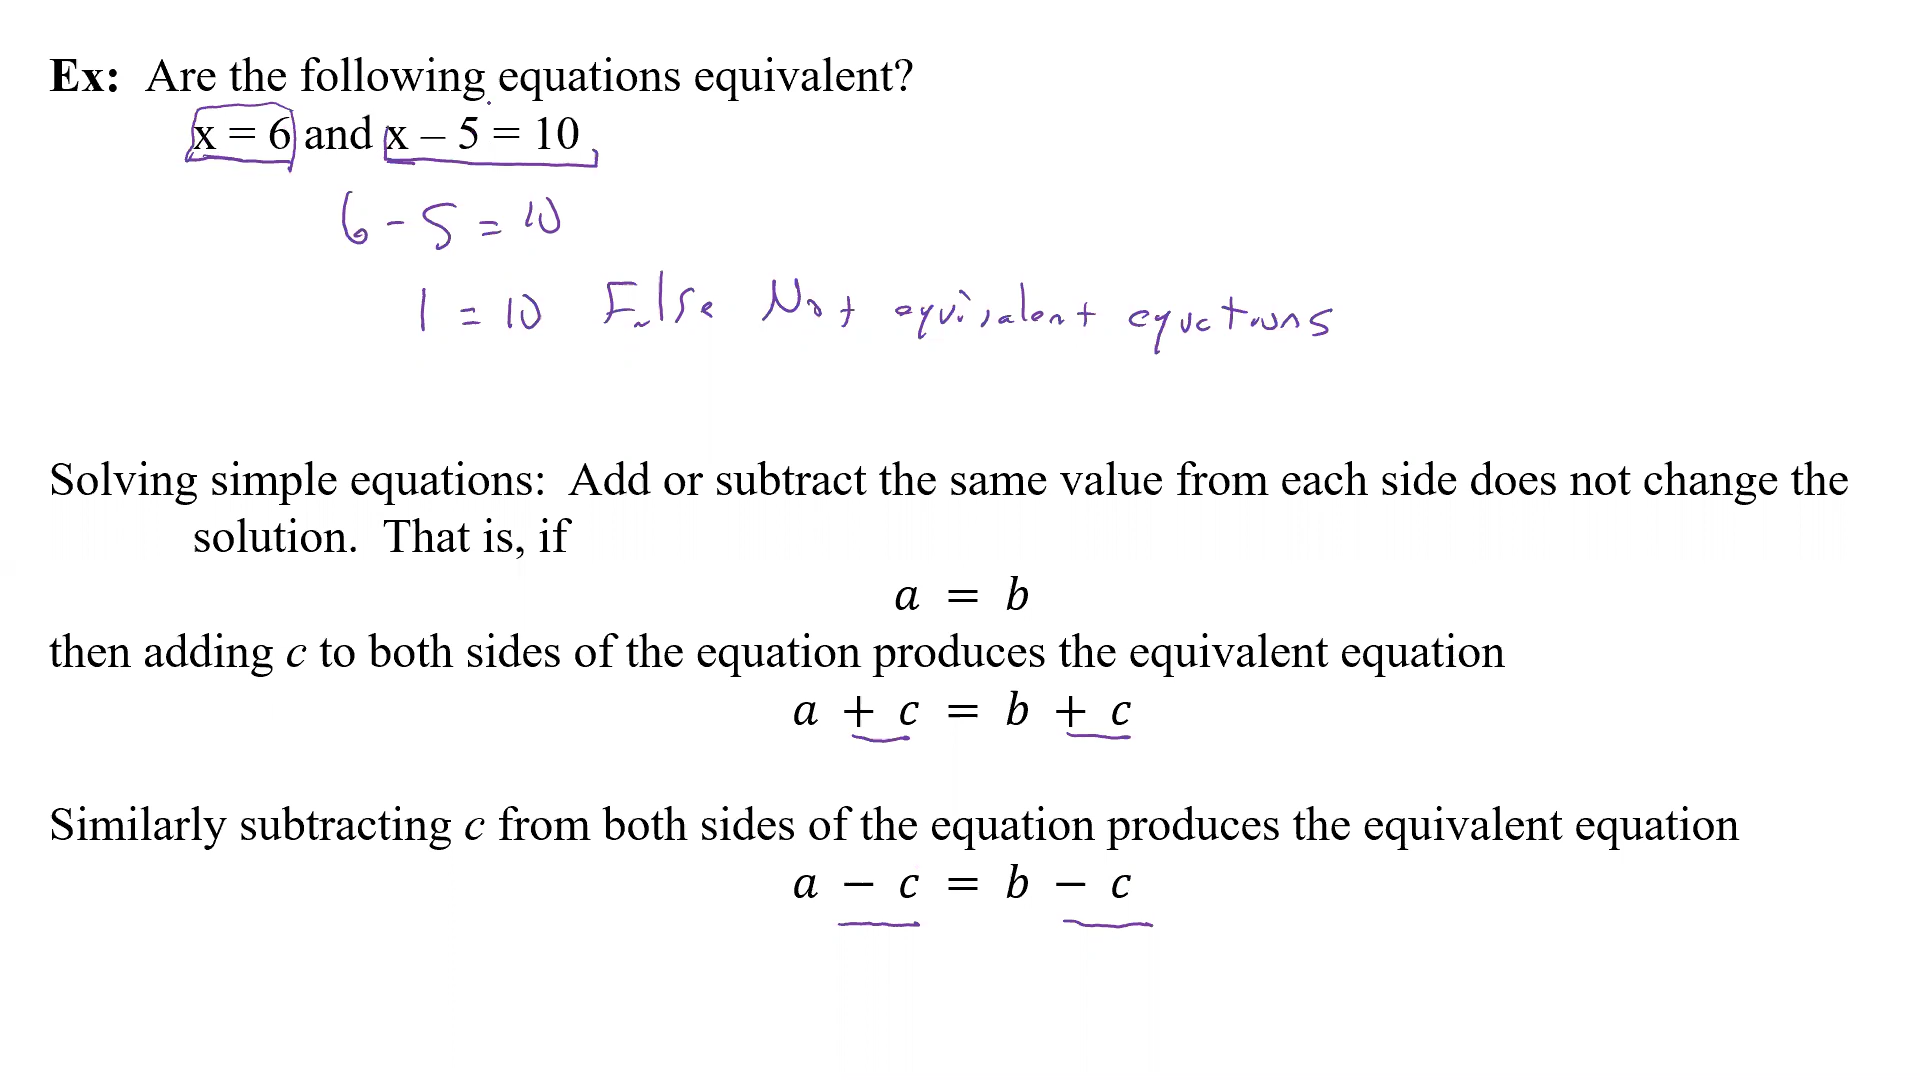 Ex: Are the following equations equivalent?
x = 6 and x – 5 = 10
6 - 5 = 10
1 = 10 False Not equivalent equations
Solving simple equations: Add or subtract the same value from each side does not change the
solution. That is, if
a = b
then adding c to both sides of the equation produces the equivalent equation
a + c = b + c
Similarly subtracting c from both sides of the equation produces the equivalent equation
a − c = b − c